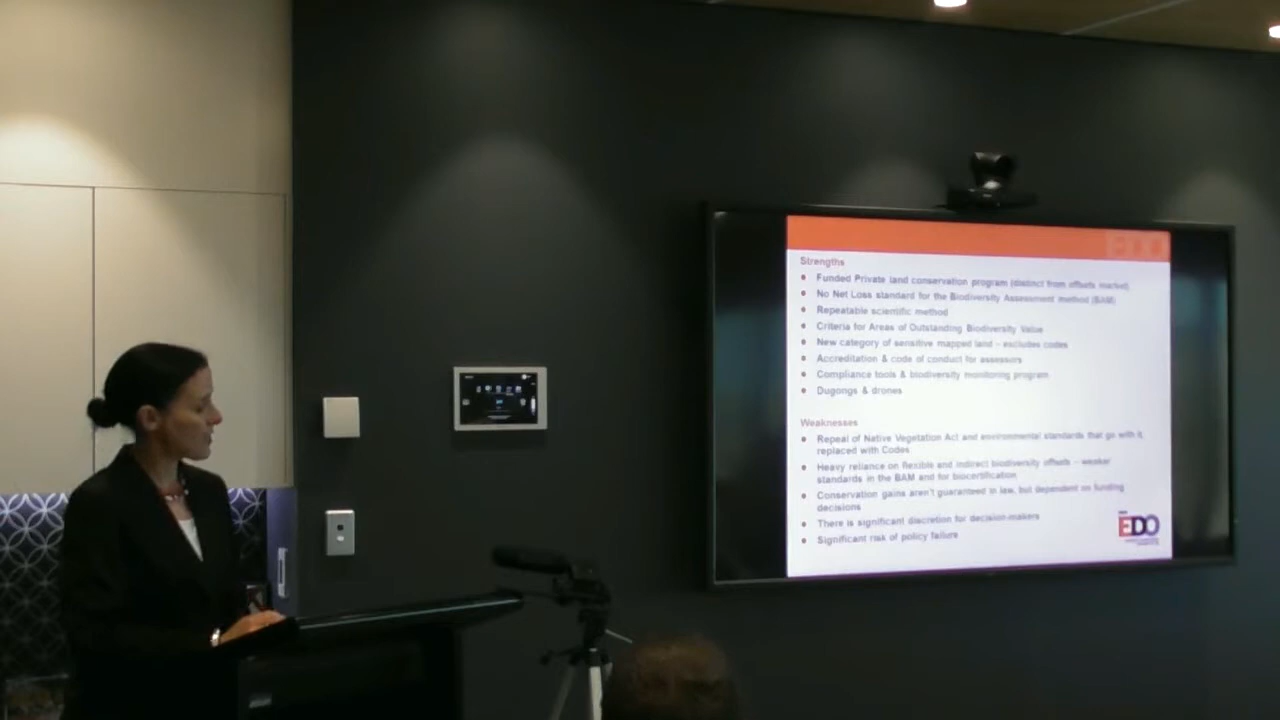 EDO
Strengths
Funded Private land conservation program (distinct from offsets market)
No Net Loss standard for the Biodiversity Assessment method (BAM)
Repeatable scientific method
Criteria for Areas of Outstanding Biodiversity Value
New category of sensitive mapped land – excludes codes
Accreditation & code of conduct for assessors
Compliance tools & biodiversity monitoring program
Dugongs & drones
Weaknesses
Repeal of Native Vegetation Act and environmental standards that go with it,
replaced with Codes
Heavy reliance on flexible and indirect biodiversity offsets – weaker
standards in the BAM and for biocertification
Conservation gains aren't guaranteed in law, but dependent on funding
decisions
There is significant discretion for decision-makers
Significant risk of policy failure
EDO